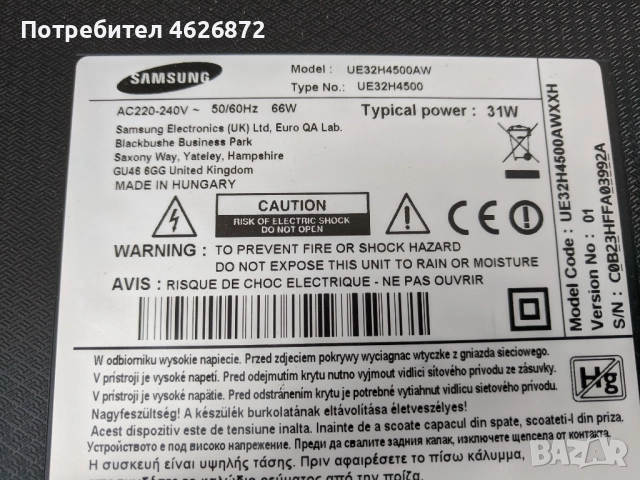 Потребител 4626872
SAMSUNG
Model : UE32H4500AW
Type No.: UE32H4500
AC220-240V ~ 50/60Hz 66W
Typical power : 31W
Samsung Electronics (UK) Ltd, Euro QA Lab.
Blackbushe Business Park
Saxony Way, Yateley, Hampshire
GU46 6GG United Kingdom
MADE IN HUNGARY
CAUTION
RISK OF ELECTRIC SHOCK
DO NOT OPEN
CE
WARNING : TO PREVENT FIRE OR SHOCK HAZARD
DO NOT EXPOSE THIS UNIT TO RAIN OR MOISTURE
AVIS : RISQUE DE CHOC ELECTRIQUE - NE PAS OUVRIR
Model Code : UE32H4500AWXXH
Version No : 01
S/N : C0B23HFFA03992A
Hg
W odborniku wysokie napiecie. Przed zdjeciem pokrywy wyciagnac wtyczke z gniazda sieciowego.
V prístroji je vysoké napetí. Pred odejmutím krytu nutno vyjmout vidlici sítového prívodu ze zásuvky.
V prístroji je vysoké napätie. Pred odstránením krytu je potrebné vytiahnut vidlicu sietového prívodu.
Nagyfeszültség! A készülék burkolatának eltávolítása életveszélyes!
Acest dispozitiv este de tensiune inalta. Inainte de a scoate capacul din spate, scoateti-l din priza.
Устройството е под високо напрежение. Преди да свалите задния капак, изключете щепсела от контакта.
Η συσκευή είναι υψηλής τάσης. Πριν αφαιρέσετε το πίσω κάλυμμα,
bazar